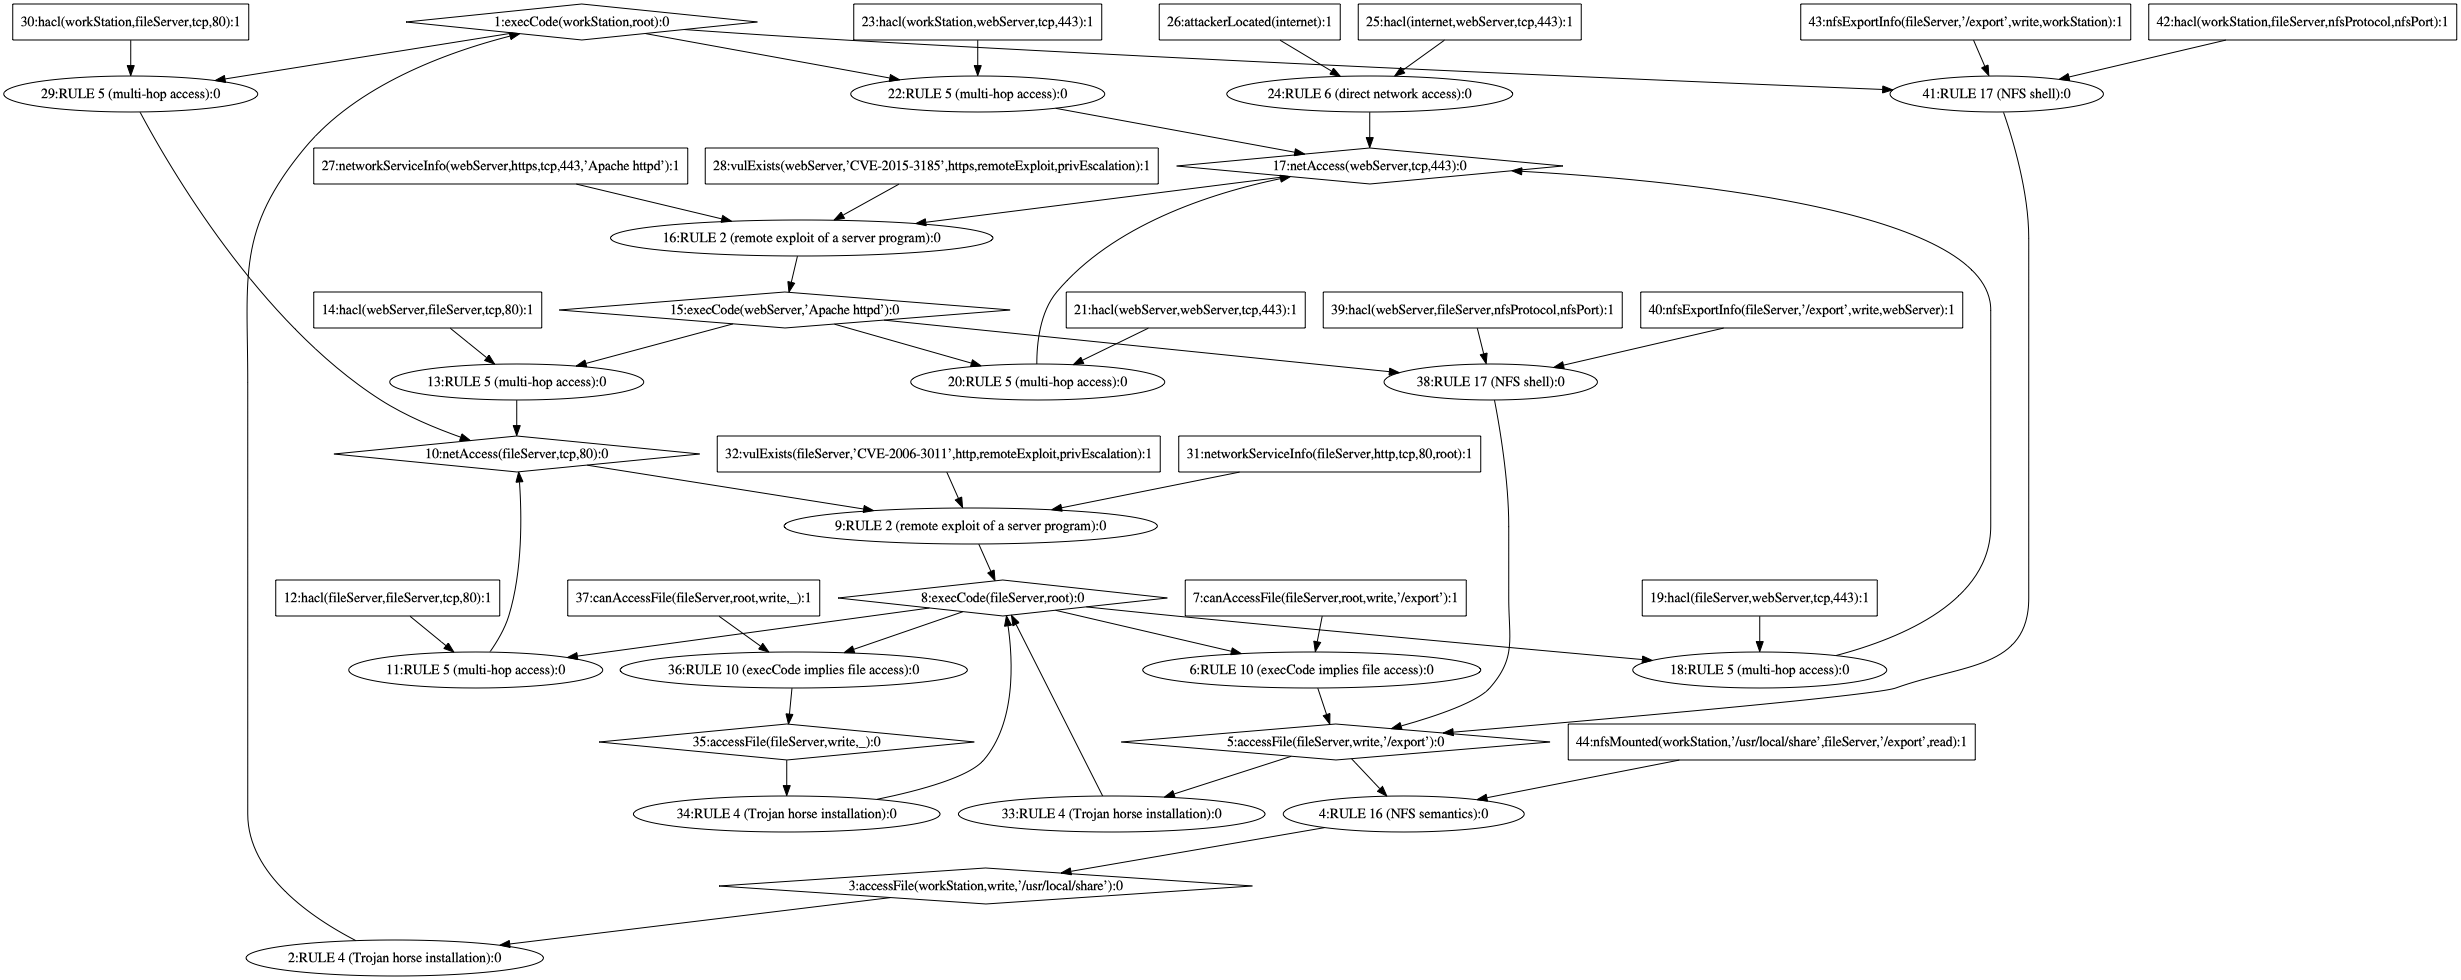 30:hacl(workStation,fileServer,tcp,80):1
1:execCode(workStation,root):0
23:hacl(workStation,webServer,tcp,443):1
26:attackerLocated(internet):1
25:hacl(internet,webServer,tcp,443):1
43:nfsExportInfo(fileServer,'/export',write,workStation):1
42:hacl(workStation,fileServer,nfsProtocol,nfsPort):1
29:RULE 5 (multi-hop access):0
22:RULE 5 (multi-hop access):0
24:RULE 6 (direct network access):0
41:RULE 17 (NFS shell):0
27:networkServiceInfo(webServer,https,tcp,443,'Apache httpd'):1
28:vulExists(webServer,'CVE-2015-3185',https,remoteExploit,privEscalation):1
17:netAccess(webServer,tcp,443):0
16:RULE 2 (remote exploit of a server program):0
14:hacl(webServer,fileServer,tcp,80):1
15:execCode(webServer,'Apache httpd'):0
21:hacl(webServer,webServer,tcp,443):1
39:hacl(webServer,fileServer,nfsProtocol,nfsPort):1
40:nfsExportInfo(fileServer,'/export',write,webServer):1
13:RULE 5 (multi-hop access):0
20:RULE 5 (multi-hop access):0
38:RULE 17 (NFS shell):0
10:netAccess(fileServer,tcp,80):0
32:vulExists(fileServer,'CVE-2006-3011',http,remoteExploit,privEscalation):1
31:networkServiceInfo(fileServer,http,tcp,80,root):1
9:RULE 2 (remote exploit of a server program):0
12:hacl(fileServer,fileServer,tcp,80):1
37:canAccessFile(fileServer,root,write,_):1
8:execCode(fileServer,root):0
7:canAccessFile(fileServer,root,write,'/export'):1
19:hacl(fileServer,webServer,tcp,443):1
11:RULE 5 (multi-hop access):0
36:RULE 10 (execCode implies file access):0
6:RULE 10 (execCode implies file access):0
18:RULE 5 (multi-hop access):0
35:accessFile(fileServer,write,_):0
5:accessFile(fileServer,write,'/export'):0
44:nfsMounted(workStation,'/usr/local/share',fileServer,'/export',read):1
34:RULE 4 (Trojan horse installation):0
33:RULE 4 (Trojan horse installation):0
4:RULE 16 (NFS semantics):0
3:accessFile(workStation,write,'/usr/local/share'):0
2:RULE 4 (Trojan horse installation):0